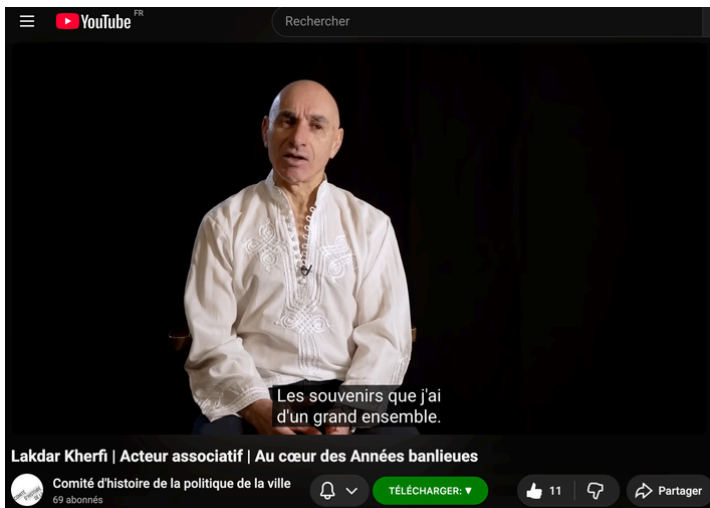 YouTube FR
Rechercher
Les souvenirs que j'ai
d'un grand ensemble.
Lakdar Kherfi | Acteur associatif | Au cœur des Années banlieues
Comité d'histoire de la politique de la ville
69 abonnés
TÉLÉCHARGER: ▼
11
Partager